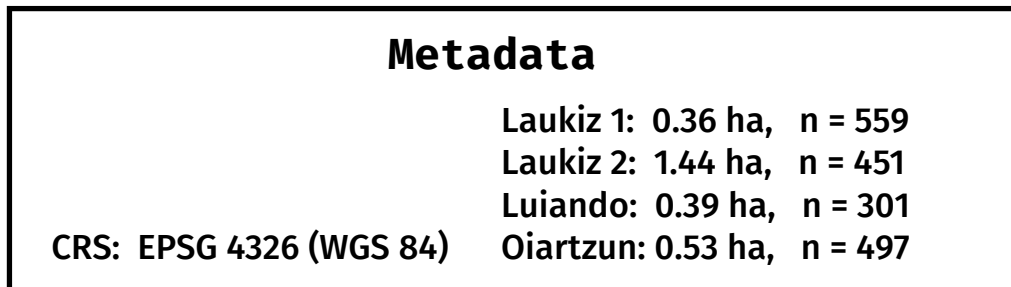 Metadata
Laukiz 1: 0.36 ha, n = 559
Laukiz 2: 1.44 ha, n = 451
Luiando: 0.39 ha, n = 301
CRS: EPSG 4326 (WGS 84) Oiartzun: 0.53 ha, n = 497